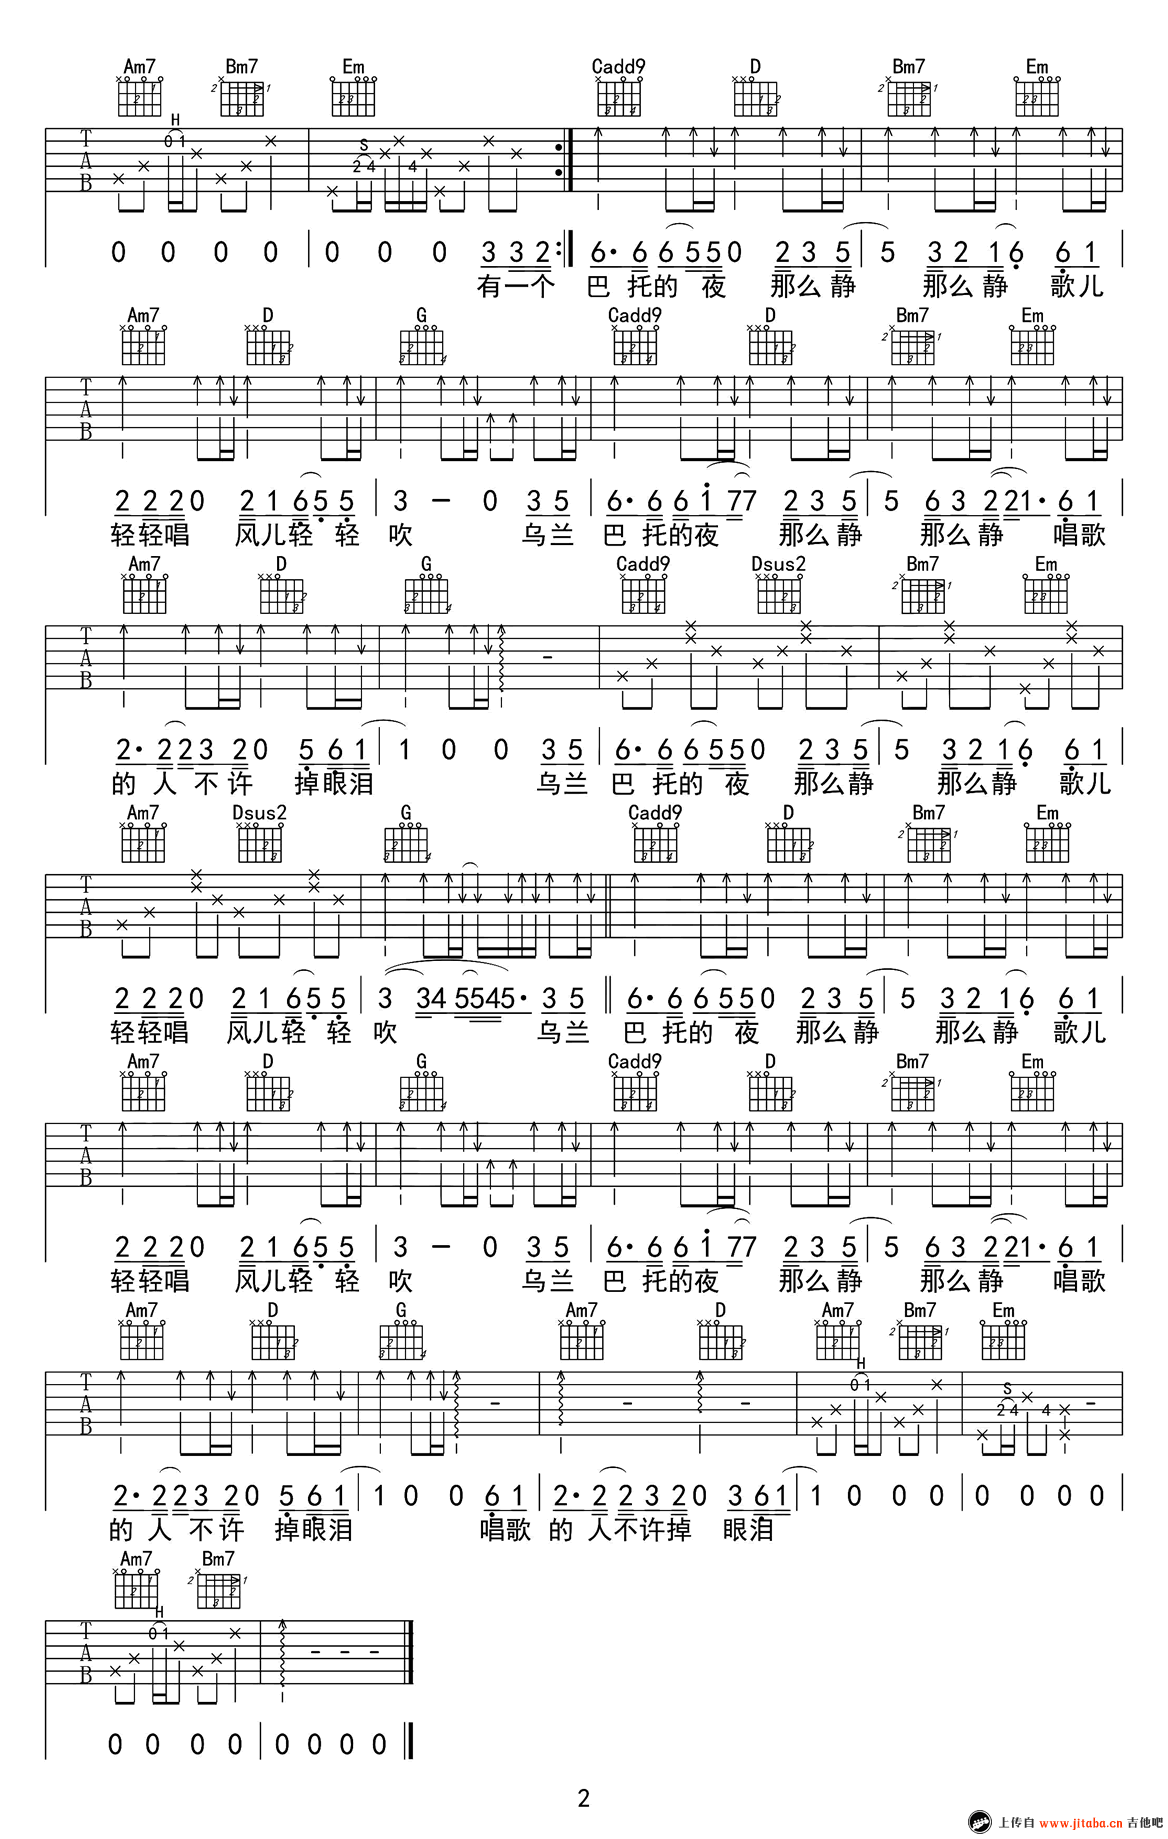 Am7 Bm7 Em Cadd9 D Bm7 Em
H S
T A B
0 1 2 4 4
0 0 0 0 | 0 0 0 3 3 2 :| 6· 6 6 5 5 0 2 3 5 | 5 3 2 1 6 6 1 |
有一个 巴 托的 夜 那么 静 那么 静 歌儿
Am7 D G Cadd9 D Bm7 Em
T A B
2 2 2 0 2 1 6 5 5 | 3 - 0 3 5 | 6· 6 6 1 7 7 2 3 5 | 5 6 3 2 2 1· 6 1 |
轻轻唱 风儿轻 轻 吹 乌兰 巴 托的夜 那么静 那么静 唱歌
Am7 D G Cadd9 Dsus2 Bm7 Em
T A B
2· 2 2 3 2 0 5 6 1 | 1 0 0 3 5 | 6· 6 6 5 5 0 2 3 5 | 5 3 2 1 6 6 1 |
的 人 不 许 掉眼泪 乌兰 巴 托的 夜 那么静 那么 静 歌儿
Am7 Dsus2 G Cadd9 D Bm7 Em
T A B
2 2 2 0 2 1 6 5 5 | 3 3 4 5 5 4 5· 3 5 || 6· 6 6 5 5 0 2 3 5 | 5 3 2 1 6 6 1 |
轻轻唱 风儿轻 轻 吹 乌兰 巴 托的 夜 那么静 那么 静 歌儿
Am7 D G Cadd9 D Bm7 Em
T A B
2 2 2 0 2 1 6 5 5 | 3 - 0 3 5 | 6· 6 6 1 7 7 2 3 5 | 5 6 3 2 2 1· 6 1 |
轻轻唱 风儿轻 轻 吹 乌兰 巴 托的夜 那么静 那么静 唱歌
Am7 D G Am7 D Am7 Bm7 Em
H S
T A B
0 1 2 4 4
2· 2 2 3 2 0 5 6 1 | 1 0 0 6 1 | 2· 2 2 3 2 0 3 6 1 | 1 0 0 0 | 0 0 0 0 |
的 人 不 许 掉眼泪 唱歌 的 人不许掉 眼泪
Am7 Bm7
H
T A B
0 1
0 0 0 0 | 0 0 0 0 |
2
上传自 www.jitaba.cn 吉他吧